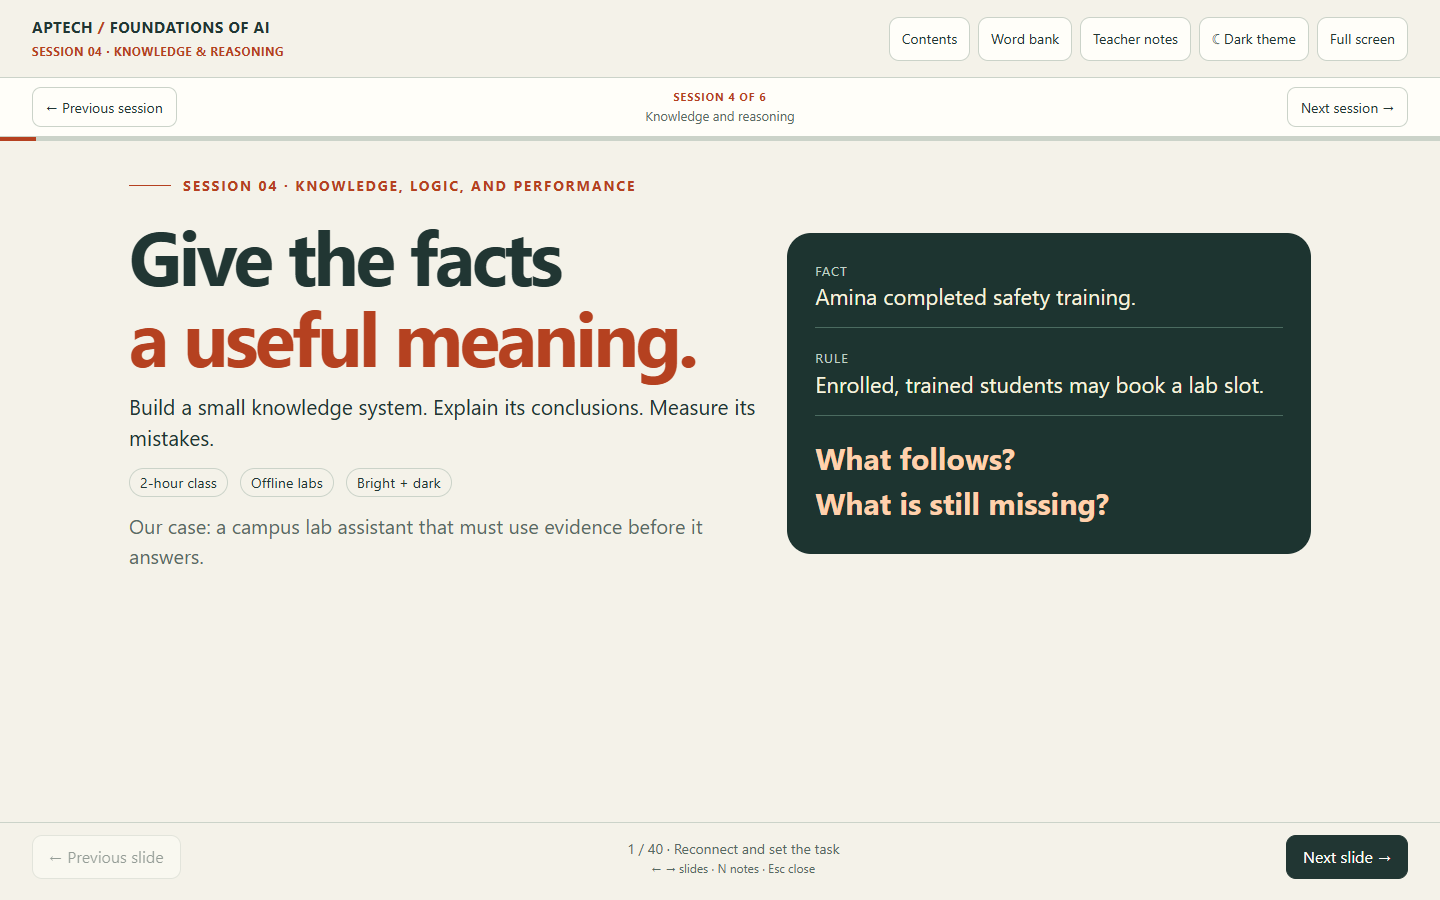 APTECH / FOUNDATIONS OF AI
SESSION 04 · KNOWLEDGE & REASONING
Contents
Word bank
Teacher notes
☾ Dark theme
Full screen
← Previous session
SESSION 4 OF 6
Knowledge and reasoning
Next session →
SESSION 04 · KNOWLEDGE, LOGIC, AND PERFORMANCE
Give the facts
a useful meaning.
Build a small knowledge system. Explain its conclusions. Measure its
mistakes.
2-hour class
Offline labs
Bright + dark
Our case: a campus lab assistant that must use evidence before it
answers.
FACT
Amina completed safety training.
RULE
Enrolled, trained students may book a lab slot.
What follows?
What is still missing?
← Previous slide
1 / 40 · Reconnect and set the task
← → slides · N notes · Esc close
Next slide →